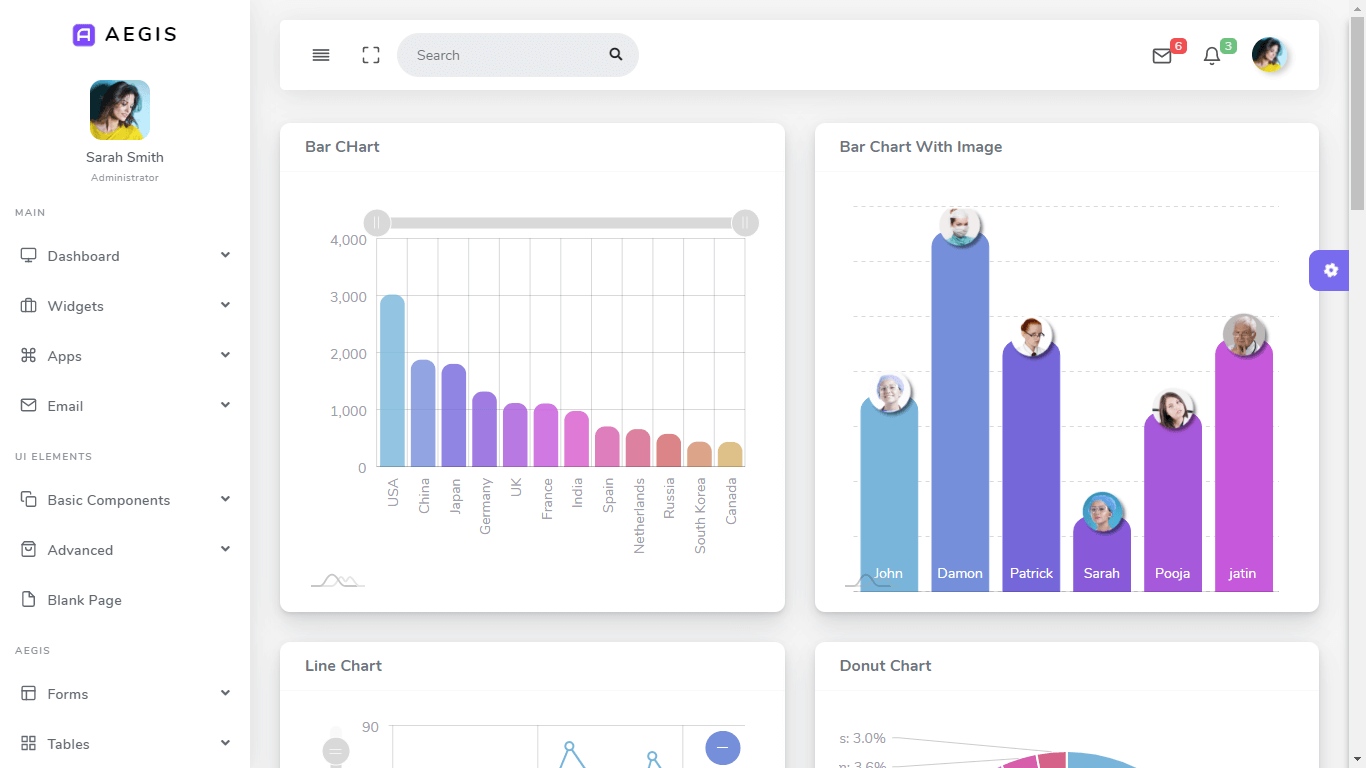 AEGIS
Sarah Smith
Administrator
MAIN
Dashboard
Widgets
Apps
Email
UI ELEMENTS
Basic Components
Advanced
Blank Page
AEGIS
Forms
Tables
Search
6
3
Bar CHart
4,000
3,000
2,000
1,000
0
USA
China
Japan
Germany
UK
France
India
Spain
Netherlands
Russia
South Korea
Canada
Bar Chart With Image
John
Damon
Patrick
Sarah
Pooja
jatin
Line Chart
90
Donut Chart
s: 3.0%
3.6%